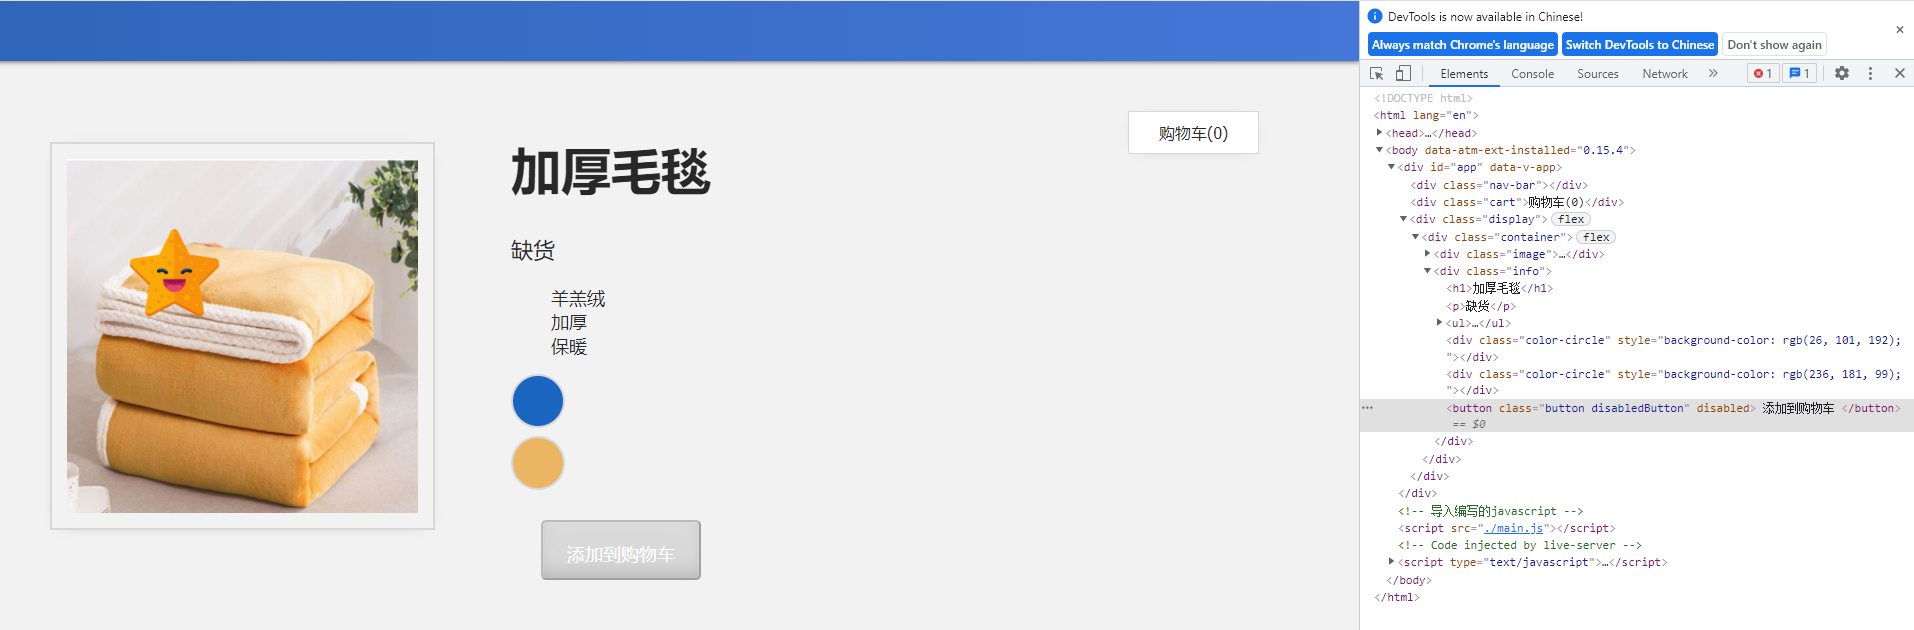 购物车(0)
加厚毛毯
缺货
羊羔绒
加厚
保暖
添加到购物车
DevTools is now available in Chinese!
Always match Chrome's language
Switch DevTools to Chinese
Don't show again
Elements
Console
Sources
Network
»
1
1
<!DOCTYPE html>
<html lang="en">
<head>…</head>
<body data-atm-ext-installed="0.15.4">
<div id="app" data-v-app>
<div class="nav-bar"></div>
<div class="cart">购物车(0)</div>
<div class="display"> flex
<div class="container"> flex
<div class="image">…</div>
<div class="info">
<h1>加厚毛毯</h1>
<p>缺货</p>
<ul>…</ul>
<div class="color-circle" style="background-color: rgb(26, 101, 192);
"></div>
<div class="color-circle" style="background-color: rgb(236, 181, 99);
"></div>
<button class="button disabledButton" disabled> 添加到购物车 </button>
== $0
</div>
</div>
</div>
</div>
<!-- 导入编写的javascript -->
<script src="./main.js"></script>
<!-- Code injected by live-server -->
<script type="text/javascript">…</script>
</body>
</html>